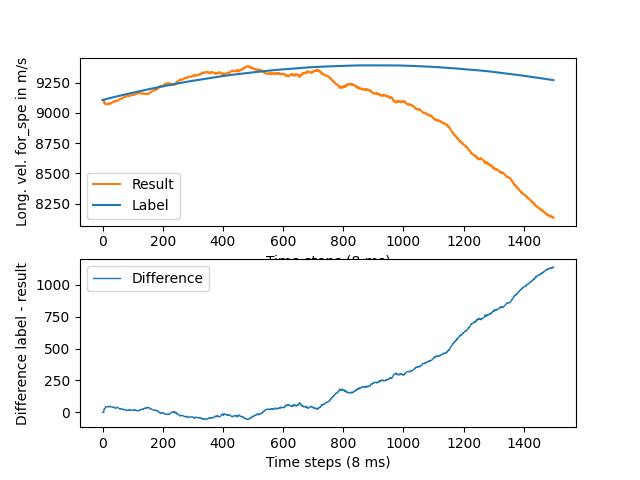 Long. vel. for_spe in m/s
9250
9000
8750
8500
8250
Result
Label
0 200 400 600 800 1000 1200 1400
Time steps (8 ms)
Difference label - result
1000
750
500
250
0
Difference
0 200 400 600 800 1000 1200 1400
Time steps (8 ms)